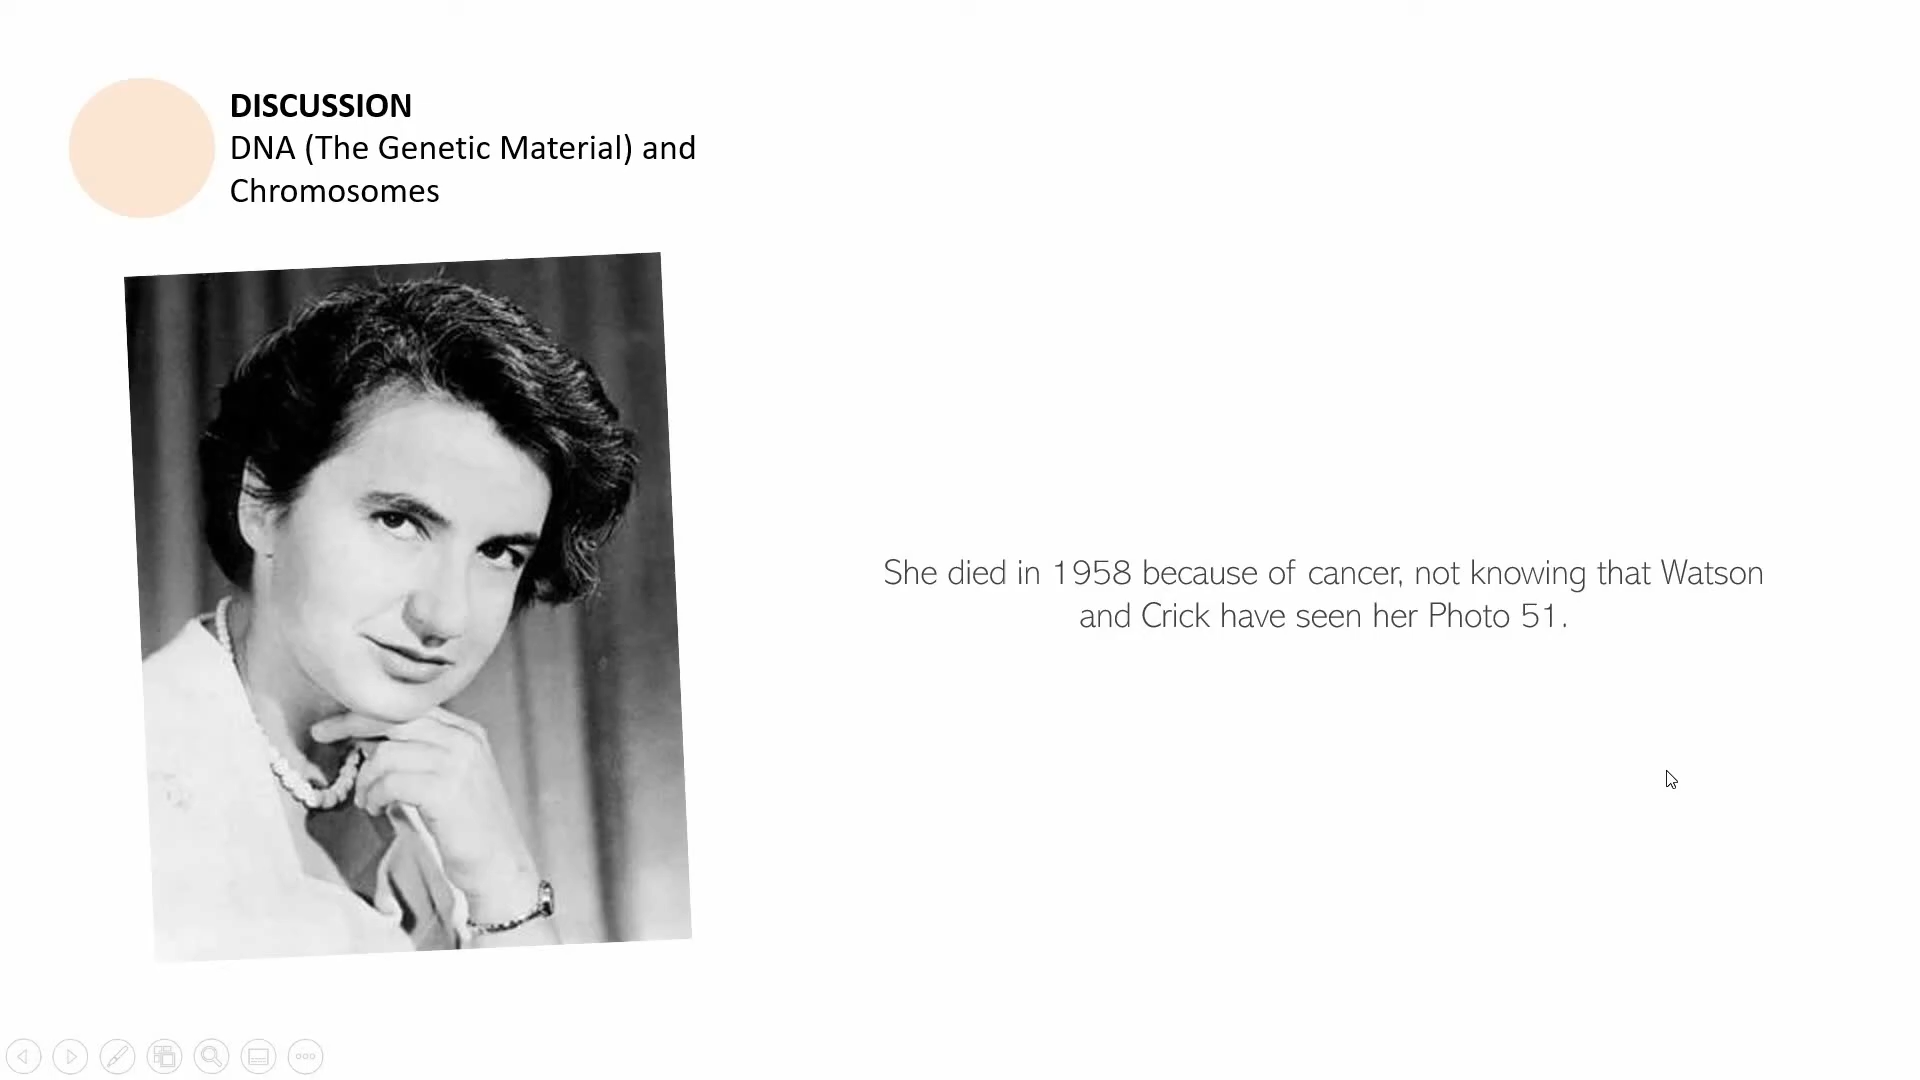 DISCUSSION
DNA (The Genetic Material) and
Chromosomes
She died in 1958 because of cancer, not knowing that Watson
and Crick have seen her Photo 51.